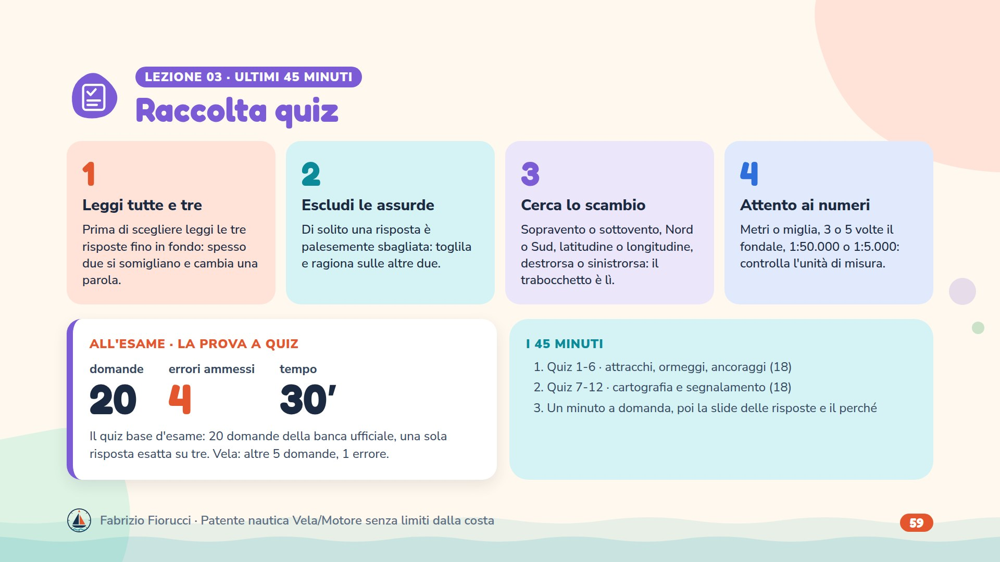 LEZIONE 03 · ULTIMI 45 MINUTI
Raccolta quiz
1
Leggi tutte e tre
Prima di scegliere leggi le tre
risposte fino in fondo: spesso
due si somigliano e cambia una
parola.
2
Escludi le assurde
Di solito una risposta è
palesemente sbagliata: toglila
e ragiona sulle altre due.
3
Cerca lo scambio
Sopravento o sottovento, Nord
o Sud, latitudine o longitudine,
destrorsa o sinistrorsa: il
trabocchetto è lì.
4
Attento ai numeri
Metri o miglia, 3 o 5 volte il
fondale, 1:50.000 o 1:5.000:
controlla l'unità di misura.
ALL'ESAME · LA PROVA A QUIZ
domande errori ammessi tempo
20 4 30′
Il quiz base d'esame: 20 domande della banca ufficiale, una sola
risposta esatta su tre. Vela: altre 5 domande, 1 errore.
I 45 MINUTI
1. Quiz 1-6 · attracchi, ormeggi, ancoraggi (18)
2. Quiz 7-12 · cartografia e segnalamento (18)
3. Un minuto a domanda, poi la slide delle risposte e il perché
Fabrizio Fiorucci · Patente nautica Vela/Motore senza limiti dalla costa
59